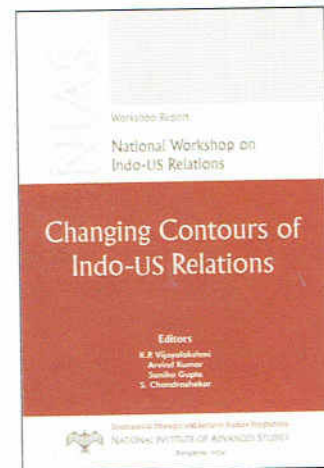 NIAS
Workshop Report
National Workshop on
Indo-US Relations
Changing Contours of
Indo-US Relations
Editors
K.P. Vijayalakshmi
Arvind Kumar
Sunika Gupta
S. Chandrashekar
NATIONAL INSTITUTE OF ADVANCED STUDIES
Bangalore, India